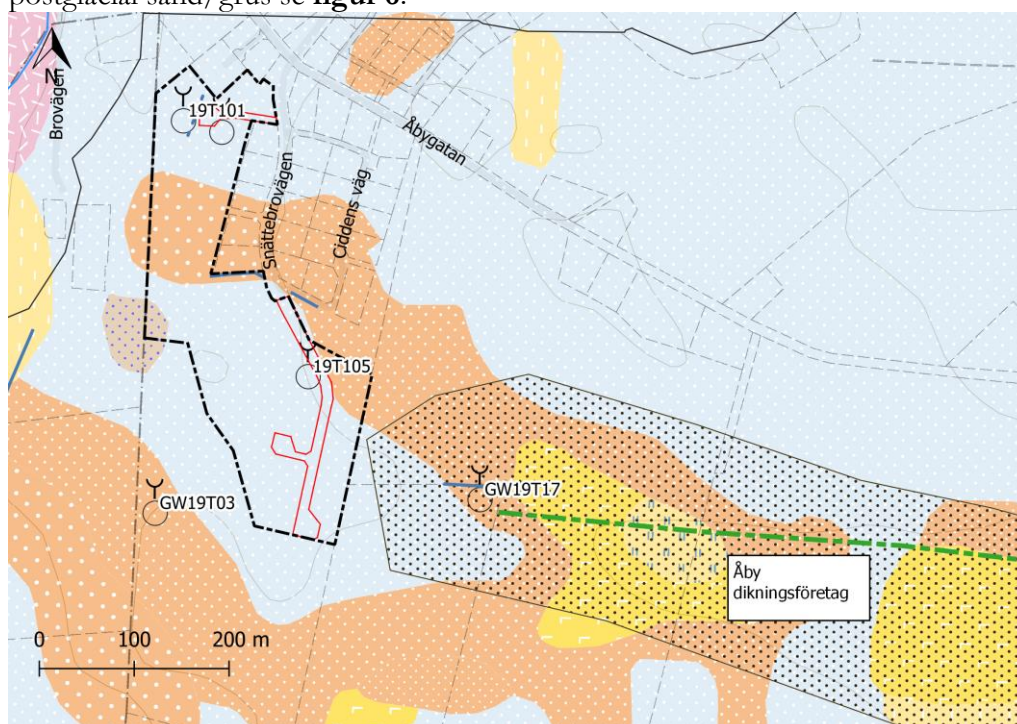 postglacial sand/grus se figur 6.
N
Brovägen
19T101
Åbygatan
Snättebrovägen
Ciddens väg
19T105
GW19T03
GW19T17
Åby
dikningsföretag
0 100 200 m